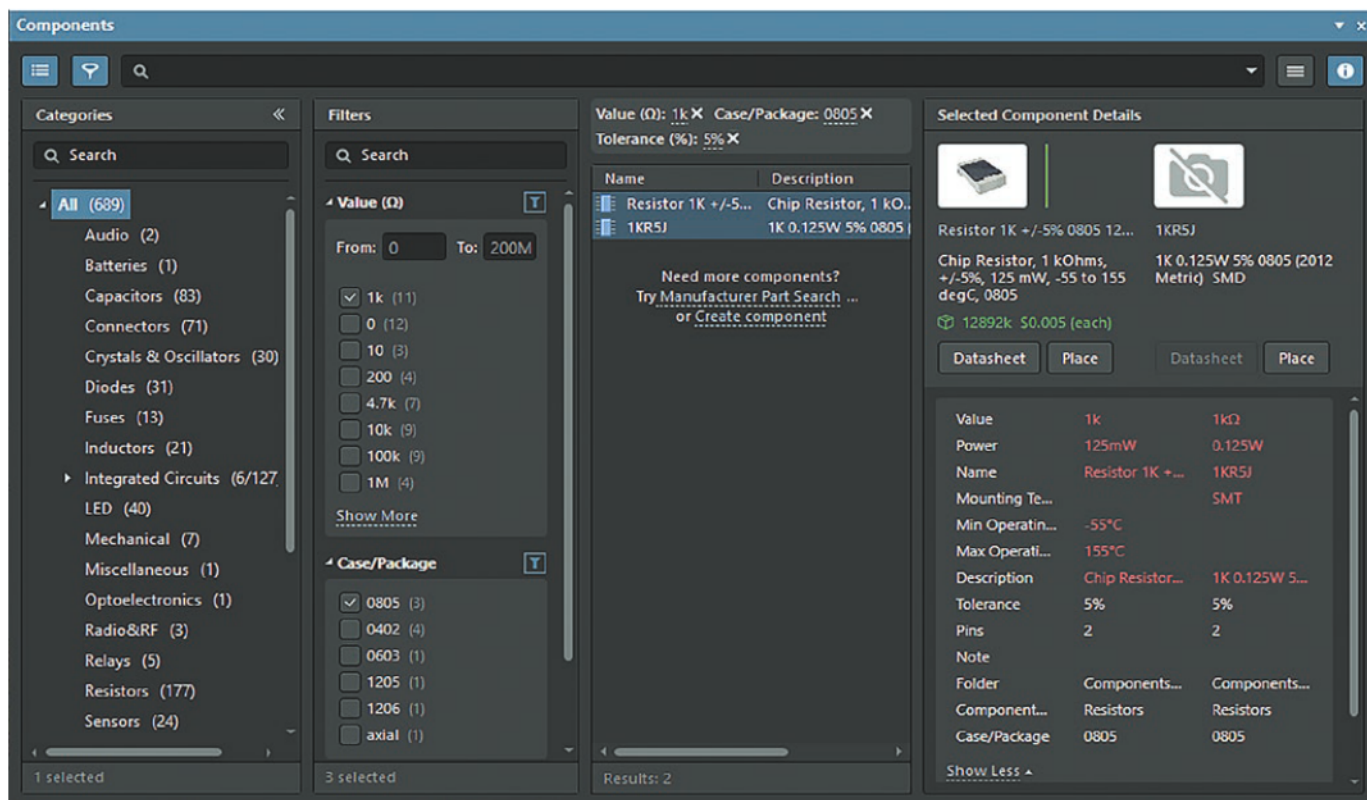 Components
Categories
Search
All (689)
Audio (2)
Batteries (1)
Capacitors (83)
Connectors (71)
Crystals & Oscillators (30)
Diodes (31)
Fuses (13)
Inductors (21)
Integrated Circuits (6/127
LED (40)
Mechanical (7)
Miscellaneous (1)
Optoelectronics (1)
Radio&RF (3)
Relays (5)
Resistors (177)
Sensors (24)
1 selected
Filters
Search
Value (Ω)
From: 0 To: 200M
1k (11)
0 (12)
10 (3)
200 (4)
4.7k (7)
10k (9)
100k (9)
1M (4)
Show More
Case/Package
0805 (3)
0402 (4)
0603 (1)
1205 (1)
1206 (1)
axial (1)
3 selected
Value (Ω): 1k Case/Package: 0805
Tolerance (%): 5%
Name Description
Resistor 1K +/-5... Chip Resistor, 1 kO..
1KR5J 1K 0.125W 5% 0805 (
Need more components?
Try Manufacturer Part Search ...
or Create component
Results: 2
Selected Component Details
Resistor 1K +/-5% 0805 12... 1KR5J
Chip Resistor, 1 kOhms, 1K 0.125W 5% 0805 (2012
+/-5%, 125 mW, -55 to 155 Metric) SMD
degC, 0805
12892k $0.005 (each)
Datasheet Place Datasheet Place
Value 1k 1kΩ
Power 125mW 0.125W
Name Resistor 1K +... 1KR5J
Mounting Te... SMT
Min Operatin... -55°C
Max Operati... 155°C
Description Chip Resistor... 1K 0.125W 5...
Tolerance 5% 5%
Pins 2 2
Note
Folder Components... Components...
Component... Resistors Resistors
Case/Package 0805 0805
Show Less